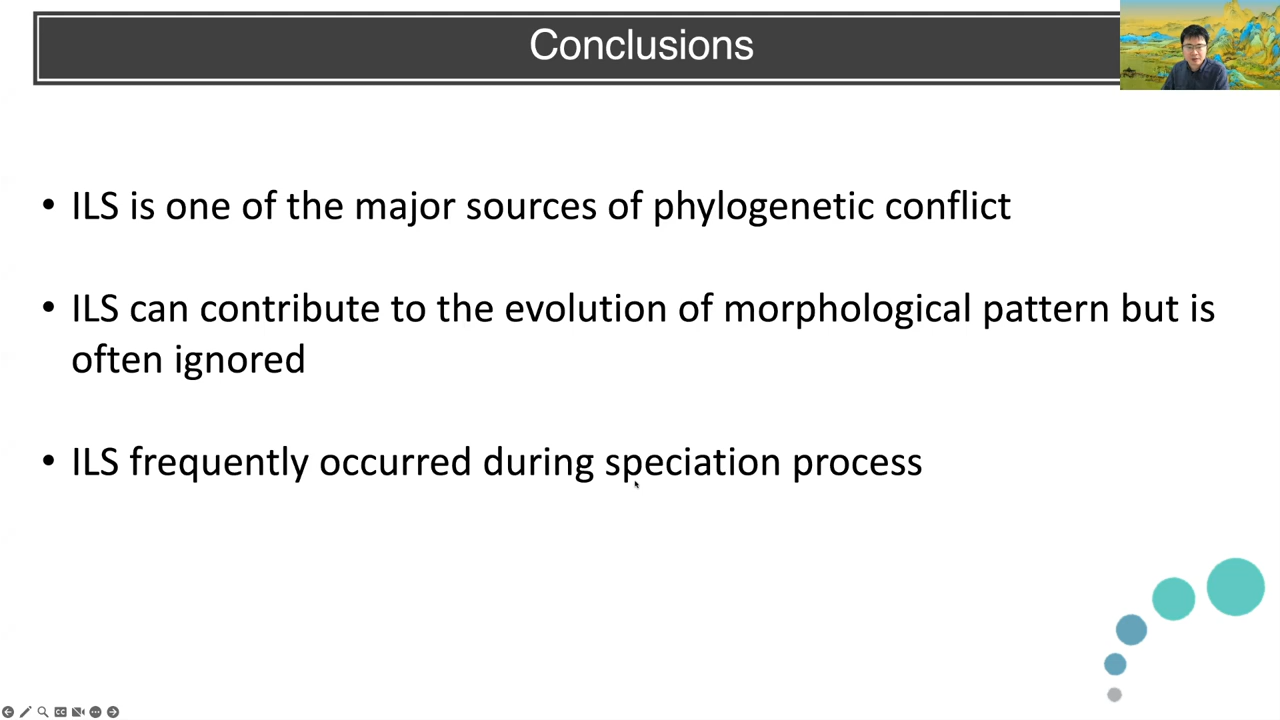 Conclusions
• ILS is one of the major sources of phylogenetic conflict
• ILS can contribute to the evolution of morphological pattern but is
often ignored
• ILS frequently occurred during speciation process
CC